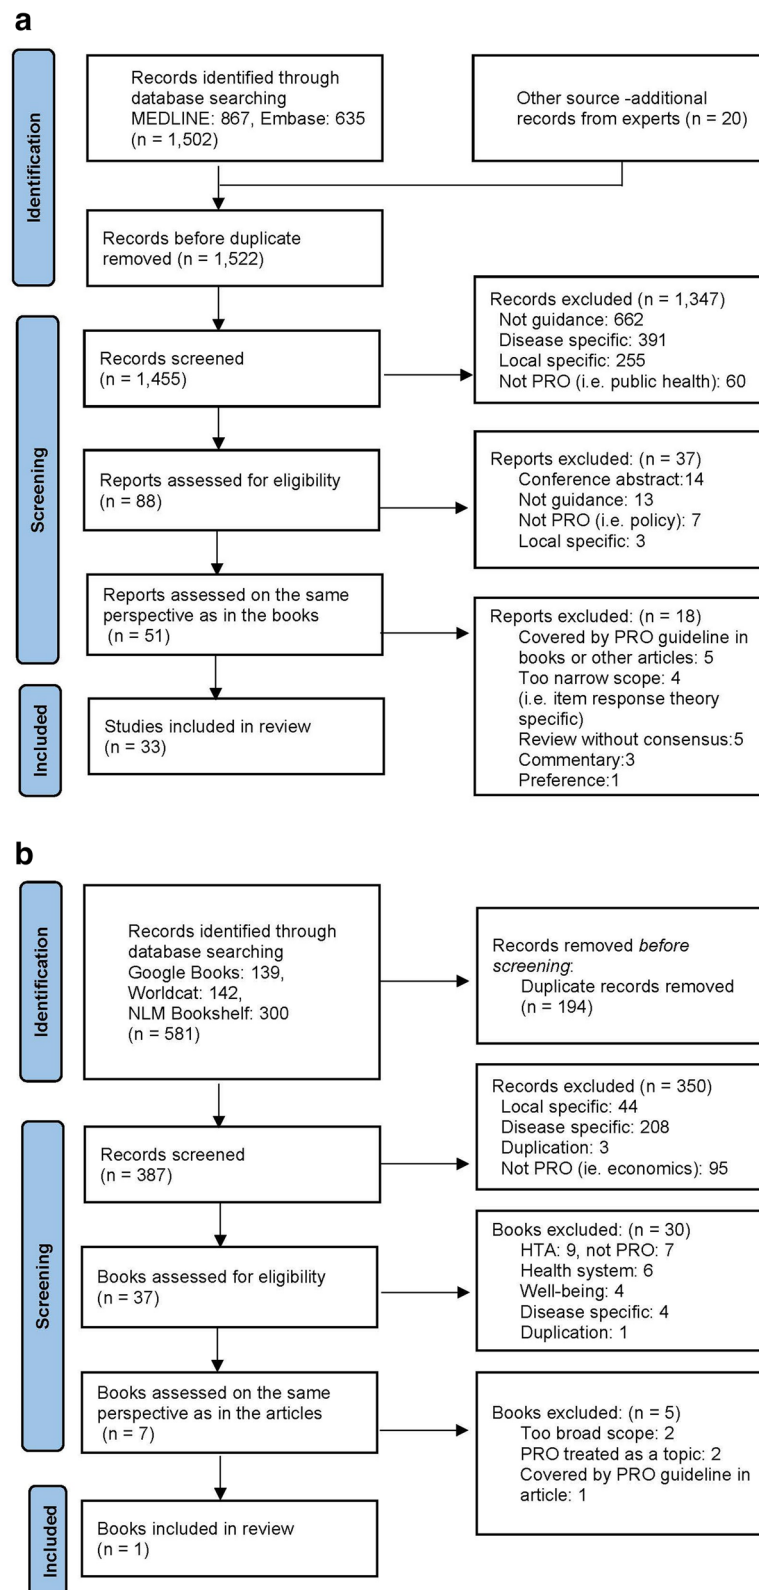 a
Identification
Records identified through
database searching
MEDLINE: 867, Embase: 635
(n = 1,502)
Other source -additional
records from experts (n = 20)
Records before duplicate
removed (n = 1,522)
Screening
Records screened
(n = 1,455)
Records excluded (n = 1,347)
Not guidance: 662
Disease specific: 391
Local specific: 255
Not PRO (i.e. public health): 60
Reports assessed for eligibility
(n = 88)
Reports excluded: (n = 37)
Conference abstract:14
Not guidance: 13
Not PRO (i.e. policy): 7
Local specific: 3
Reports assessed on the same
perspective as in the books
(n = 51)
Reports excluded: (n = 18)
Covered by PRO guideline in
books or other articles: 5
Too narrow scope: 4
(i.e. item response theory
specific)
Review without consensus:5
Commentary:3
Preference:1
Included
Studies included in review
(n = 33)
b
Identification
Records identified through
database searching
Google Books: 139,
Worldcat: 142,
NLM Bookshelf: 300
(n = 581)
Records removed before
screening:
Duplicate records removed
(n = 194)
Screening
Records screened
(n = 387)
Records excluded (n = 350)
Local specific: 44
Disease specific: 208
Duplication: 3
Not PRO (ie. economics): 95
Books assessed for eligibility
(n = 37)
Books excluded: (n = 30)
HTA: 9, not PRO: 7
Health system: 6
Well-being: 4
Disease specific: 4
Duplication: 1
Books assessed on the same
perspective as in the articles
(n = 7)
Books excluded: (n = 5)
Too broad scope: 2
PRO treated as a topic: 2
Covered by PRO guideline in
article: 1
Included
Books included in review
(n = 1)